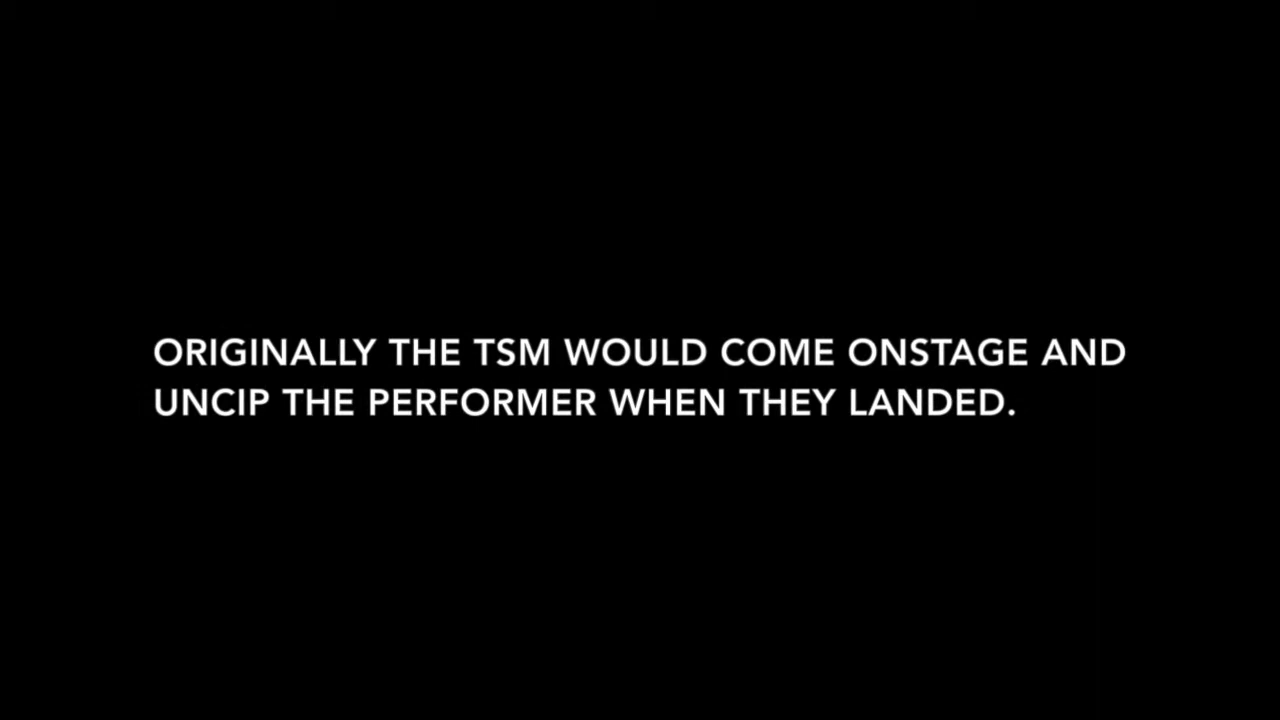 ORIGINALLY THE TSM WOULD COME ONSTAGE AND
UNCIP THE PERFORMER WHEN THEY LANDED.